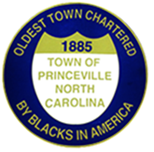 OLDEST TOWN CHARTERED
1885
TOWN OF
PRINCEVILLE
NORTH
CAROLINA
BY BLACKS IN AMERICA